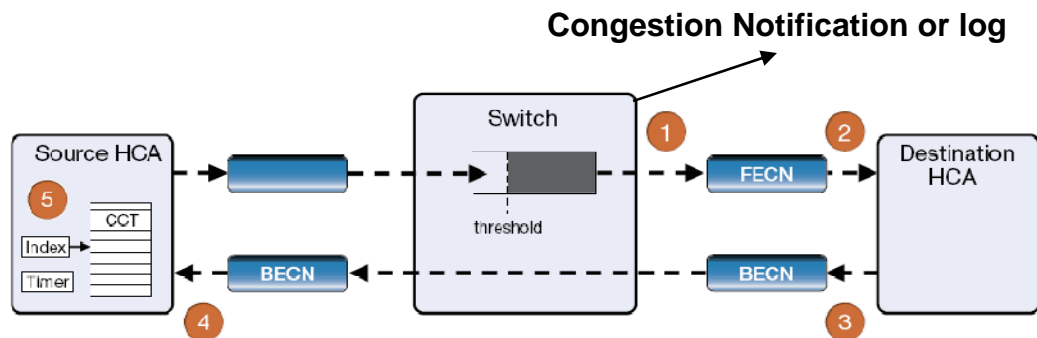 Congestion Notification or log
Switch
1
2
Source HCA
Destination
HCA
5
CCT
FECN
threshold
Index
Timer
BECN
BECN
4
3